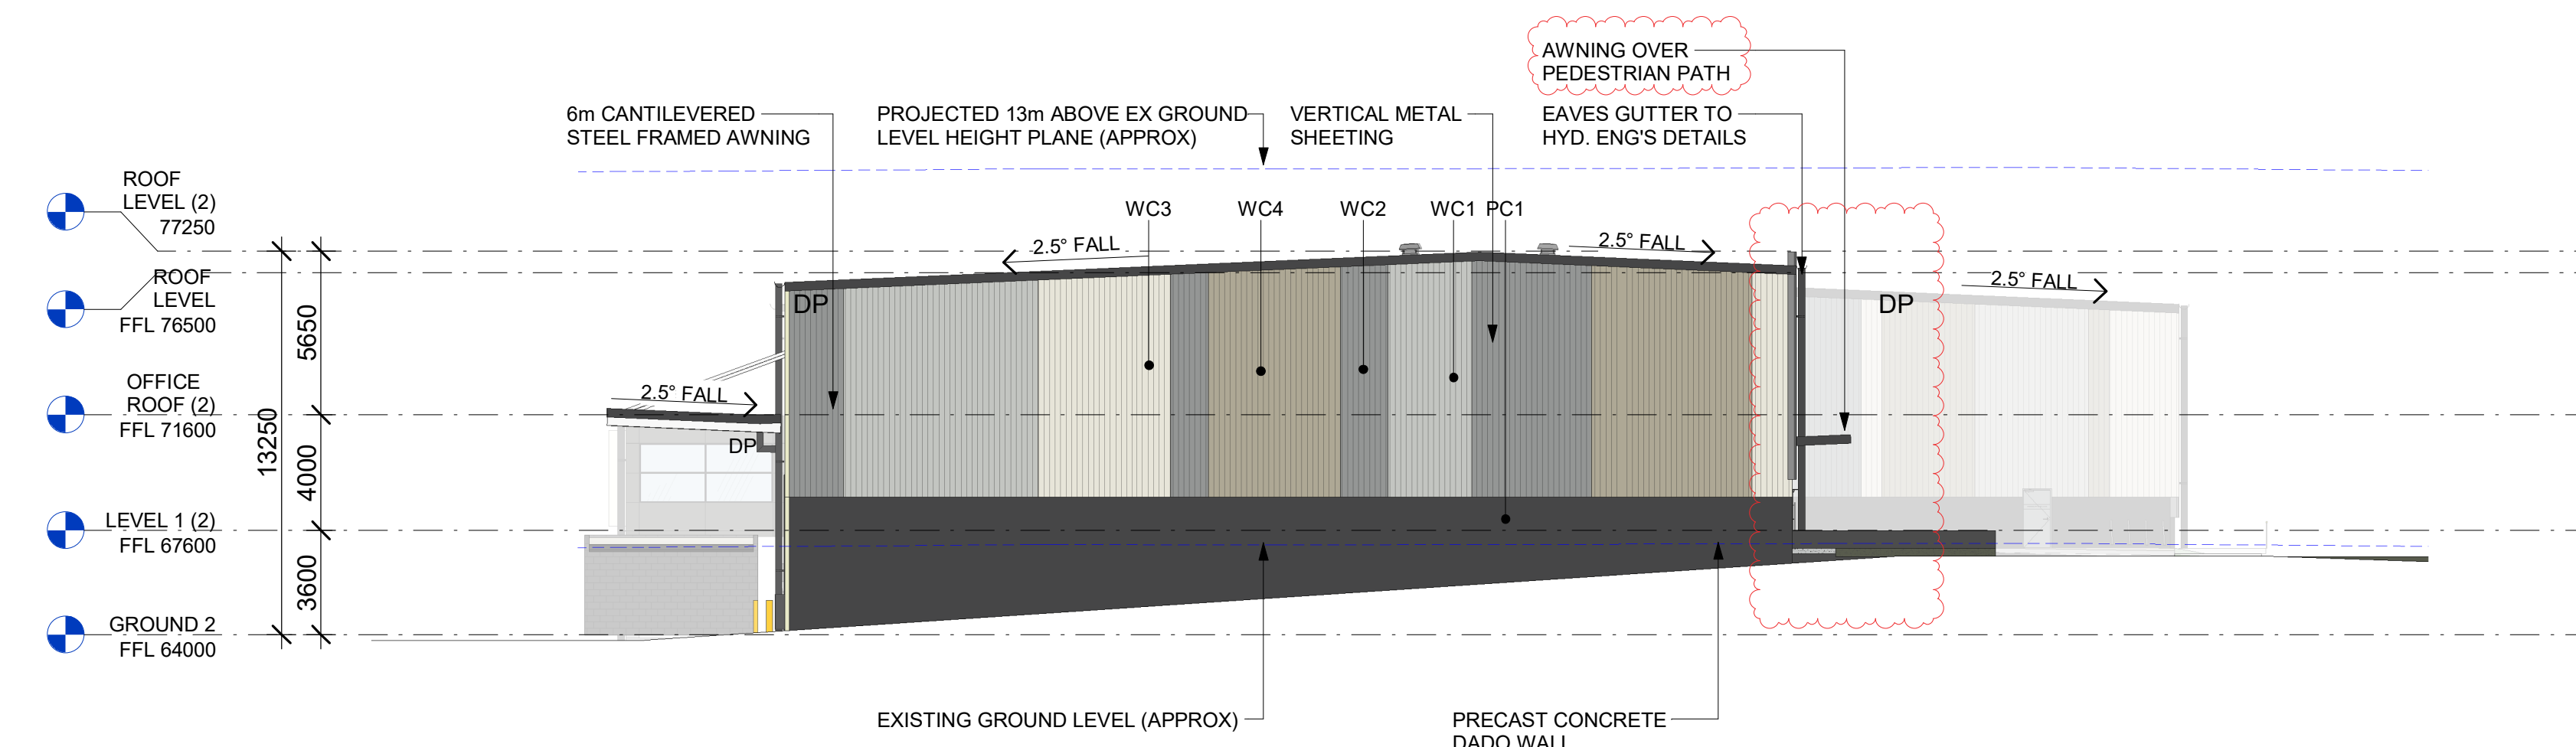 AWNING OVER
PEDESTRIAN PATH
6m CANTILEVERED
STEEL FRAMED AWNING
PROJECTED 13m ABOVE EX GROUND
LEVEL HEIGHT PLANE (APPROX)
VERTICAL METAL
SHEETING
EAVES GUTTER TO
HYD. ENG'S DETAILS
ROOF
LEVEL (2)
77250
WC3
WC4
WC2
WC1
PC1
2.5° FALL
2.5° FALL
2.5° FALL
ROOF
LEVEL
FFL 76500
DP
DP
5650
OFFICE
ROOF (2)
FFL 71600
2.5° FALL
DP
13250
4000
LEVEL 1 (2)
FFL 67600
3600
GROUND 2
FFL 64000
EXISTING GROUND LEVEL (APPROX)
PRECAST CONCRETE
DADO WALL